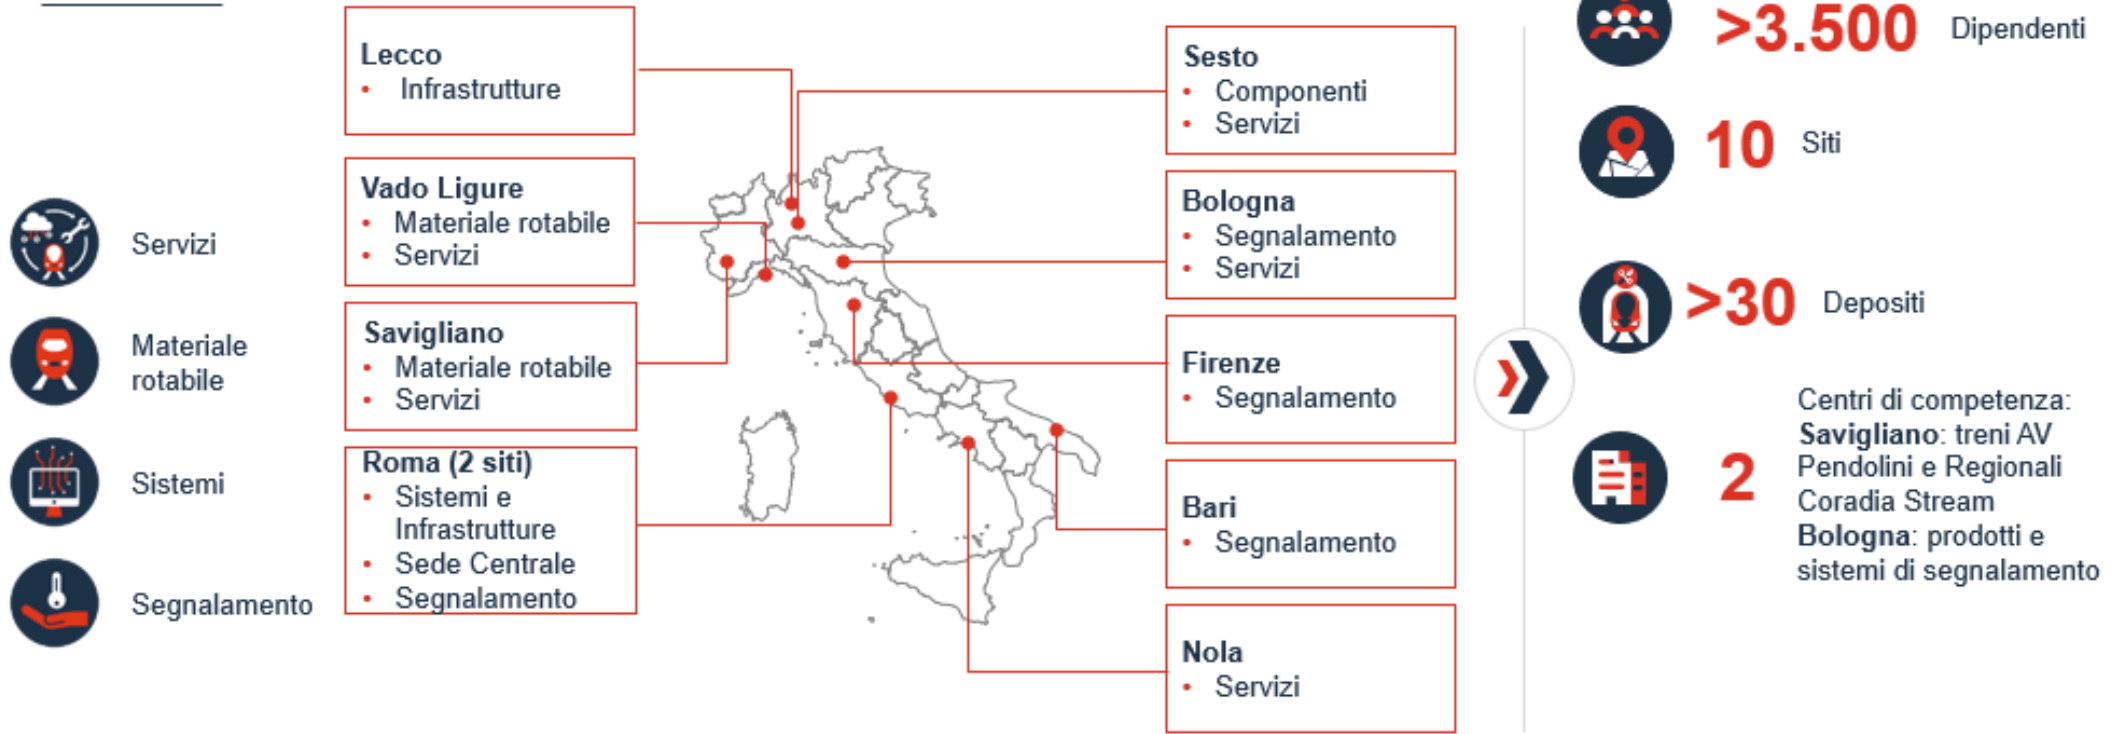 Servizi
Materiale
rotabile
Sistemi
Segnalamento
Lecco
• Infrastrutture
Vado Ligure
• Materiale rotabile
• Servizi
Savigliano
• Materiale rotabile
• Servizi
Roma (2 siti)
• Sistemi e
Infrastrutture
• Sede Centrale
• Segnalamento
Sesto
• Componenti
• Servizi
Bologna
• Segnalamento
• Servizi
Firenze
• Segnalamento
Bari
• Segnalamento
Nola
• Servizi
>3.500 Dipendenti
10 Siti
>30 Depositi
2
Centri di competenza:
Savigliano: treni AV
Pendolini e Regionali
Coradia Stream
Bologna: prodotti e
sistemi di segnalamento